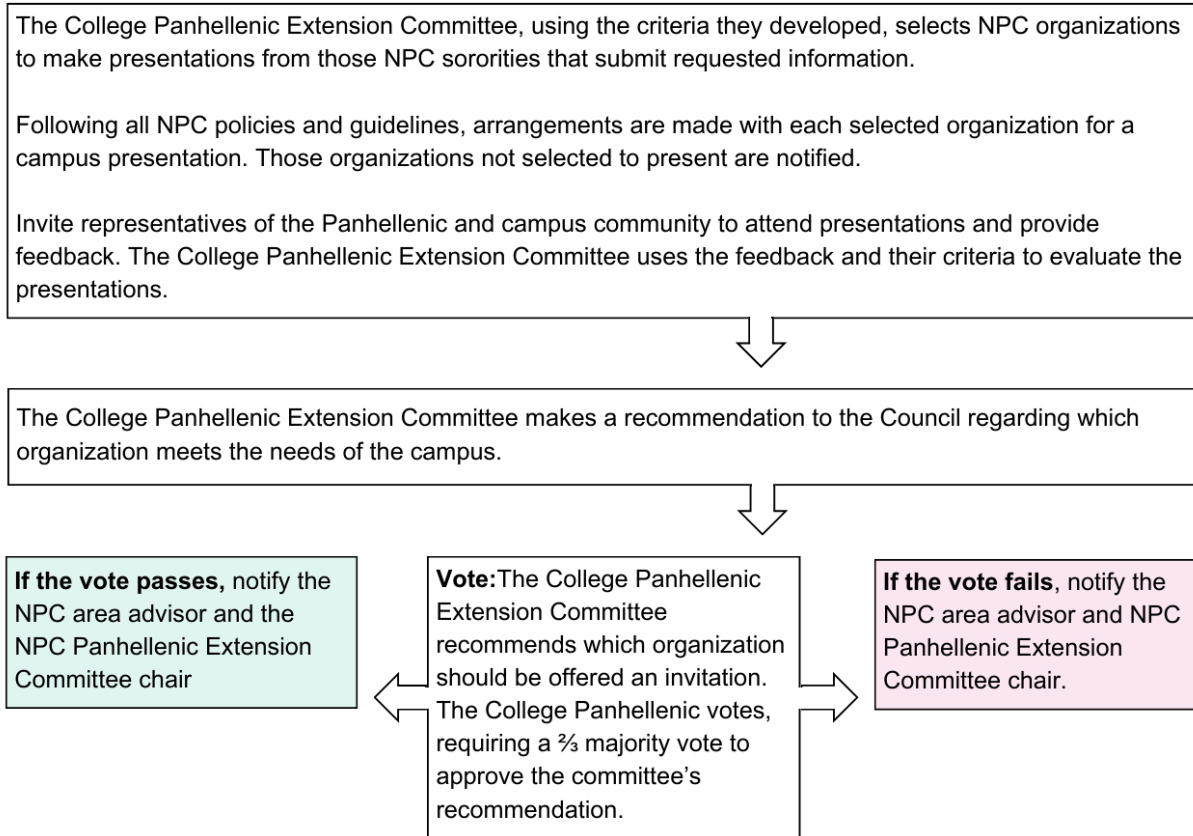 The College Panhellenic Extension Committee, using the criteria they developed, selects NPC organizations
to make presentations from those NPC sororities that submit requested information.
Following all NPC policies and guidelines, arrangements are made with each selected organization for a
campus presentation. Those organizations not selected to present are notified.
Invite representatives of the Panhellenic and campus community to attend presentations and provide
feedback. The College Panhellenic Extension Committee uses the feedback and their criteria to evaluate the
presentations.
The College Panhellenic Extension Committee makes a recommendation to the Council regarding which
organization meets the needs of the campus.
If the vote passes, notify the
NPC area advisor and the
NPC Panhellenic Extension
Committee chair
Vote:The College Panhellenic
Extension Committee
recommends which organization
should be offered an invitation.
The College Panhellenic votes,
requiring a ⅔ majority vote to
approve the committee’s
recommendation.
If the vote fails, notify the
NPC area advisor and NPC
Panhellenic Extension
Committee chair.